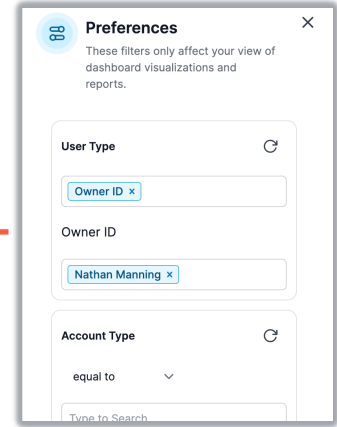 Preferences
These filters only affect your view of
dashboard visualizations and
reports.
User Type
Owner ID ×
Owner ID
Nathan Manning ×
Account Type
equal to
Type to Search